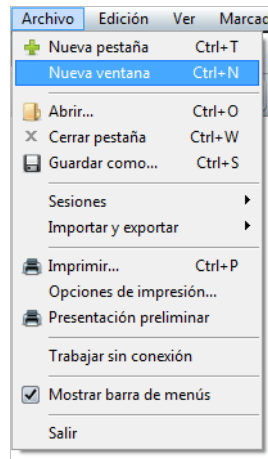 Archivo Edición Ver
Nueva pestaña Ctrl+T
Nueva ventana Ctrl+N
Abrir... Ctrl+O
Cerrar pestaña Ctrl+W
Guardar como... Ctrl+S
Sesiones
Importar y exportar
Imprimir... Ctrl+P
Opciones de impresión...
Presentación preliminar
Trabajar sin conexión
Mostrar barra de menús
Salir